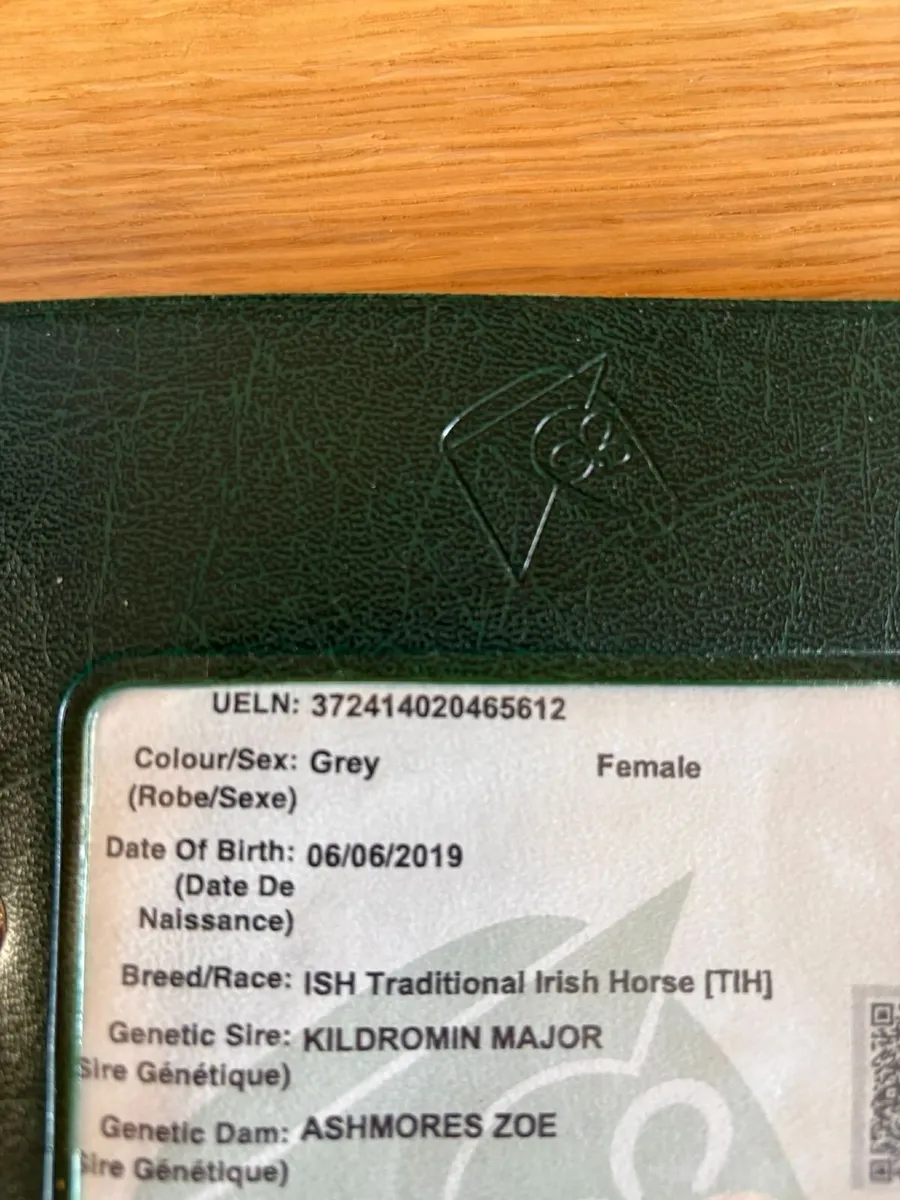 UELN: 372414020465612
Colour/Sex: Grey Female
(Robe/Sexe)
Date Of Birth: 06/06/2019
(Date De
Naissance)
Breed/Race: ISH Traditional Irish Horse [TIH]
Genetic Sire: KILDROMIN MAJOR
Sire Génétique)
Genetic Dam: ASHMORES ZOE
Sire Génétique)